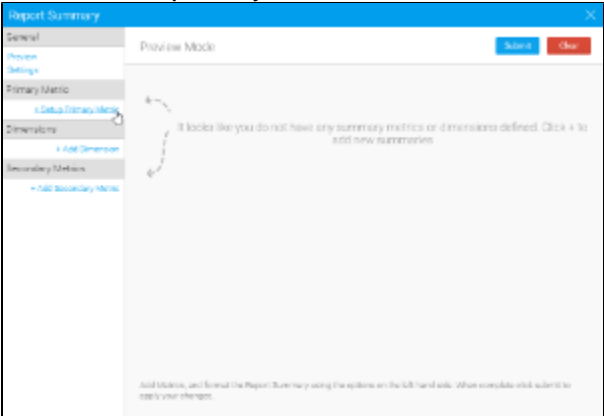 Report Summary
General
Preview
Settings
Primary Metric
+ Setup Primary Metric
Dimensions
+ Add Dimension
Secondary Metrics
+ Add Secondary Metric
Preview Mode
Submit
Clear
It looks like you do not have any summary metrics or dimensions defined. Click + to
add new summaries
Add Metrics, and format the Report Summary using the options on the left hand side. When complete click submit to
apply your changes.